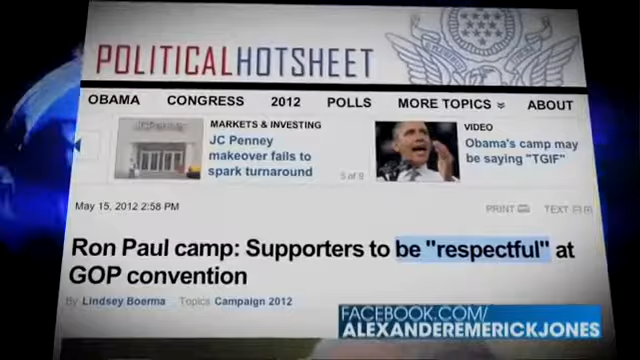 POLITICALHOTSHEET
OBAMA CONGRESS 2012 POLLS MORE TOPICS ABOUT
MARKETS & INVESTING
JC Penney
makeover fails to
spark turnaround
5 of 9
VIDEO
Obama's camp may
be saying "TGIF"
May 15, 2012 2:58 PM
PRINT TEXT
Ron Paul camp: Supporters to be "respectful" at
GOP convention
By Lindsey Boerma . Topics Campaign 2012
FACEBOOK.COM/
ALEXANDEREMERICKJONES